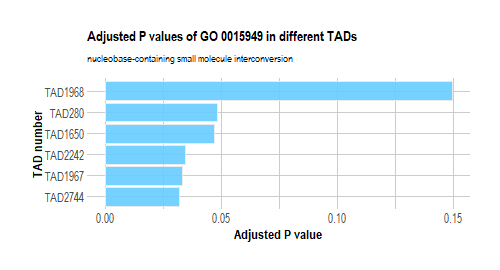 Adjusted P values of GO 0015949 in different TADs
nucleobase-containing small molecule interconversion
TAD number
TAD1968
TAD280
TAD1650
TAD2242
TAD1967
TAD2744
0.00 0.05 0.10 0.15
Adjusted P value